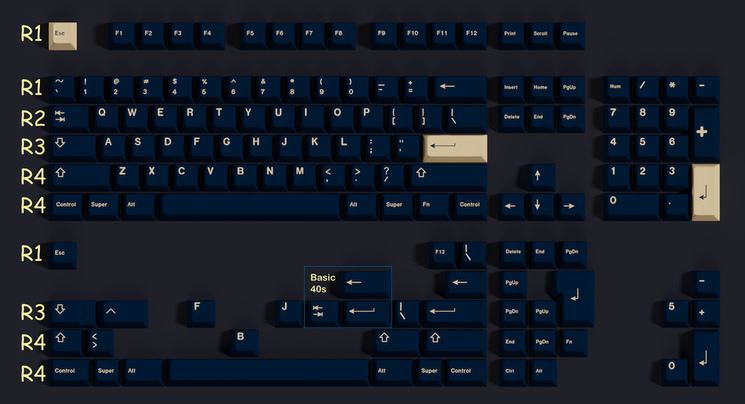 R1 Esc F1 F2 F3 F4 F5 F6 F7 F8 F9 F10 F11 F12 Print Scroll Pause
R1 ~ ` ! 1 @ 2 # 3 $ 4 % 5 ^ 6 & 7 * 8 ( 9 ) 0 _ - + = ← Insert Home PgUp Num / * -
R2 Q W E R T Y U I O P { [ } ] | \ Delete End PgDn 7 8 9 +
R3 A S D F G H J K L : ; " ' 4 5 6
R4 Z X C V B N M < , > . ? / ↑ 1 2 3
R4 Control Super Alt Alt Super Fn Control ← ↓ → 0 .
R1 Esc F13 | \ Delete End PgDn
Basic
40s
← ← PgUp -
R3 ^ F J | \ PgDn PgUp 5 +
R4 < > B End PgDn Fn
R4 Control Super Alt Alt Super Control Ctrl Alt 0